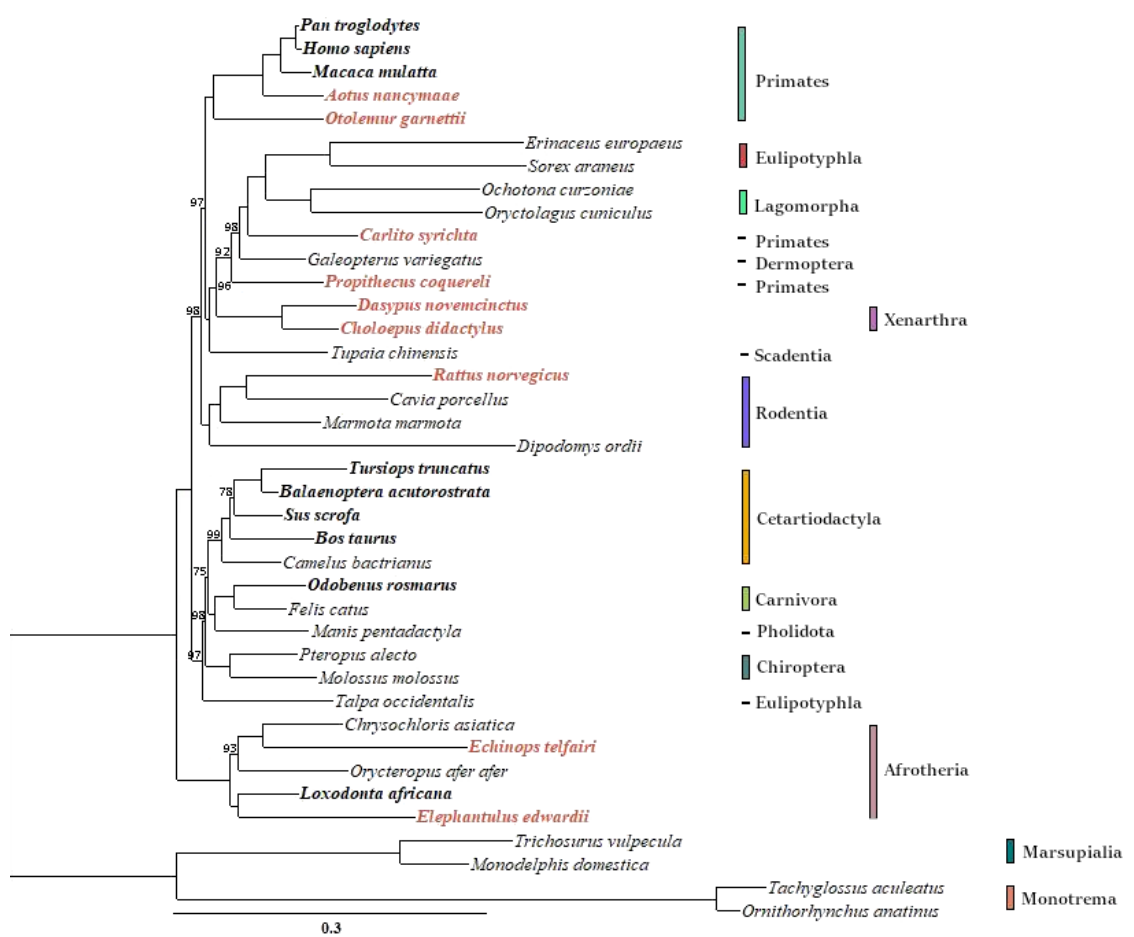 Pan troglodytes
Homo sapiens
Macaca mulatta
Aotus nancymaae
Primates
Otolemur garnettii
Erinaceus europaeus
Eulipotyphla
Sorex araneus
Ochotona curzoniae
97
Lagomorpha
Oryctolagus cuniculus
98
Carlito syrichta
Primates
92
Galeopterus variegatus
Dermoptera
96
Propithecus coquereli
Primates
Dasypus novemcinctus
98
Xenarthra
Choloepus didactylus
Tupaia chinensis
Scadentia
Rattus norvegicus
Cavia porcellus
Rodentia
Marmota marmota
Dipodomys ordii
Tursiops truncatus
78
Balaenoptera acutorostrata
Sus scrofa
Cetartiodactyla
99
Bos taurus
Camelus bactrianus
75
Odobenus rosmarus
Carnivora
Felis catus
98
Manis pentadactyla
Pholidota
97
Pteropus alecto
Chiroptera
Molossus molossus
Talpa occidentalis
Eulipotyphla
Chrysochloris asiatica
93
Echinops telfairi
Orycteropus afer afer
Afrotheria
Loxodonta africana
Elephantulus edwardii
Trichosurus vulpecula
Marsupialia
Monodelphis domestica
Tachyglossus aculeatus
Monotrema
Ornithorhynchus anatinus
0.3